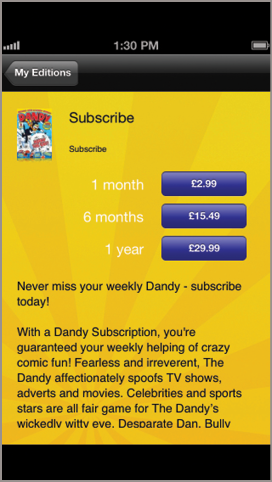 1:30 PM
My Editions
DANDY
Subscribe
Subscribe
1 month £2.99
6 months £15.49
1 year £29.99
Never miss your weekly Dandy - subscribe
today!
With a Dandy Subscription, you're
guaranteed your weekly helping of crazy
comic fun! Fearless and irreverent, The
Dandy affectionately spoofs TV shows,
adverts and movies. Celebrities and sports
stars are all fair game for The Dandy's
wickedly witty eye. Desparate Dan, Bully